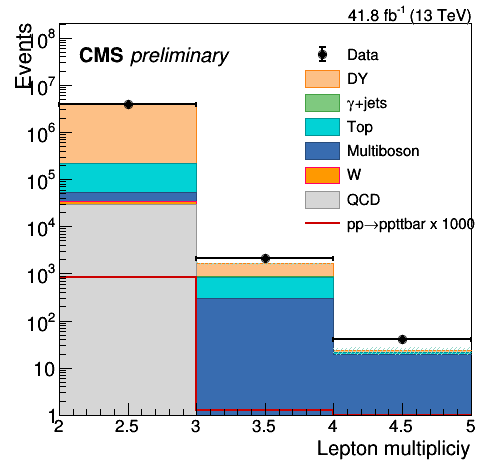 41.8 fb⁻¹ (13 TeV)
Events
CMS preliminary
Data
DY
γ+jets
Top
Multiboson
W
QCD
pp→ppttbar x 1000
10⁸
10⁷
10⁶
10⁵
10⁴
10³
10²
10
1
2 2.5 3 3.5 4 4.5 5
Lepton multipliciy